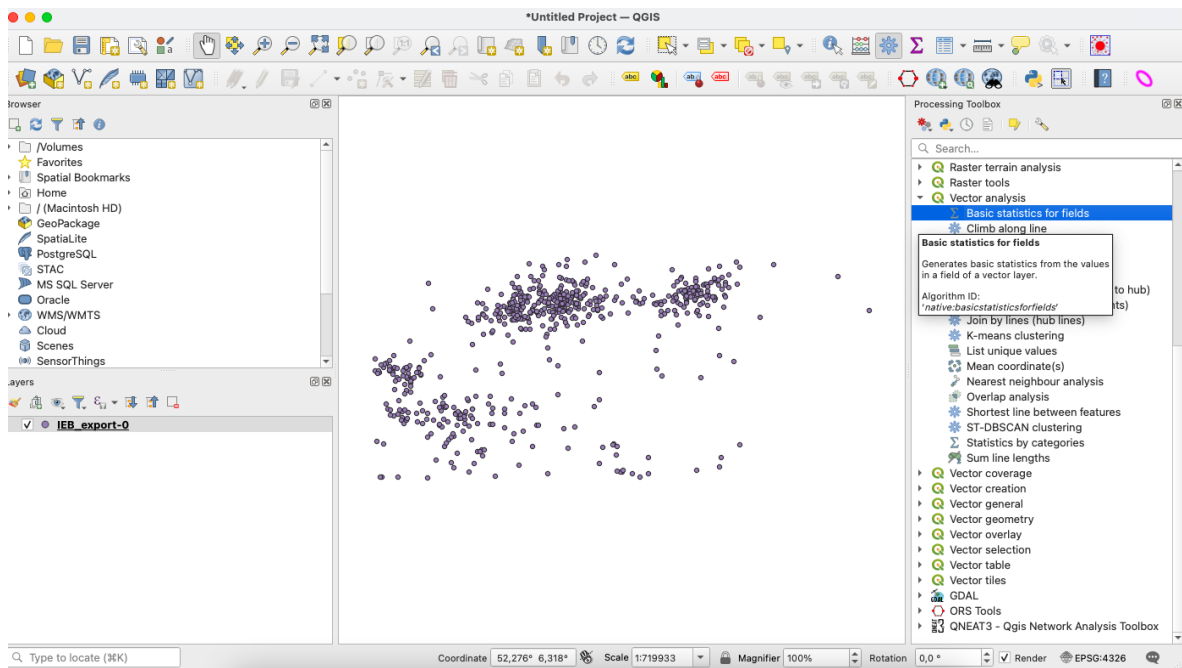 *Untitled Project — QGIS
Browser
/Volumes
Favorites
Spatial Bookmarks
Home
/ (Macintosh HD)
GeoPackage
SpatiaLite
PostgreSQL
STAC
MS SQL Server
Oracle
WMS/WMTS
Cloud
Scenes
SensorThings
Layers
IEB_export-0
Processing Toolbox
Search...
Raster terrain analysis
Raster tools
Vector analysis
Basic statistics for fields
Climb along line
Basic statistics for fields
Generates basic statistics from the values
in a field of a vector layer.
Algorithm ID:
'native:basicstatisticsforfields'
to hub)
Join by lines (hub lines)
K-means clustering
List unique values
Mean coordinate(s)
Nearest neighbour analysis
Overlap analysis
Shortest line between features
ST-DBSCAN clustering
Statistics by categories
Sum line lengths
Vector coverage
Vector creation
Vector general
Vector geometry
Vector overlay
Vector selection
Vector table
Vector tiles
GDAL
ORS Tools
QNEAT3 - Qgis Network Analysis Toolbox
Type to locate (⌘K)
Coordinate 52,276° 6,318° Scale 1:719933 Magnifier 100% Rotation 0,0 ° Render EPSG:4326